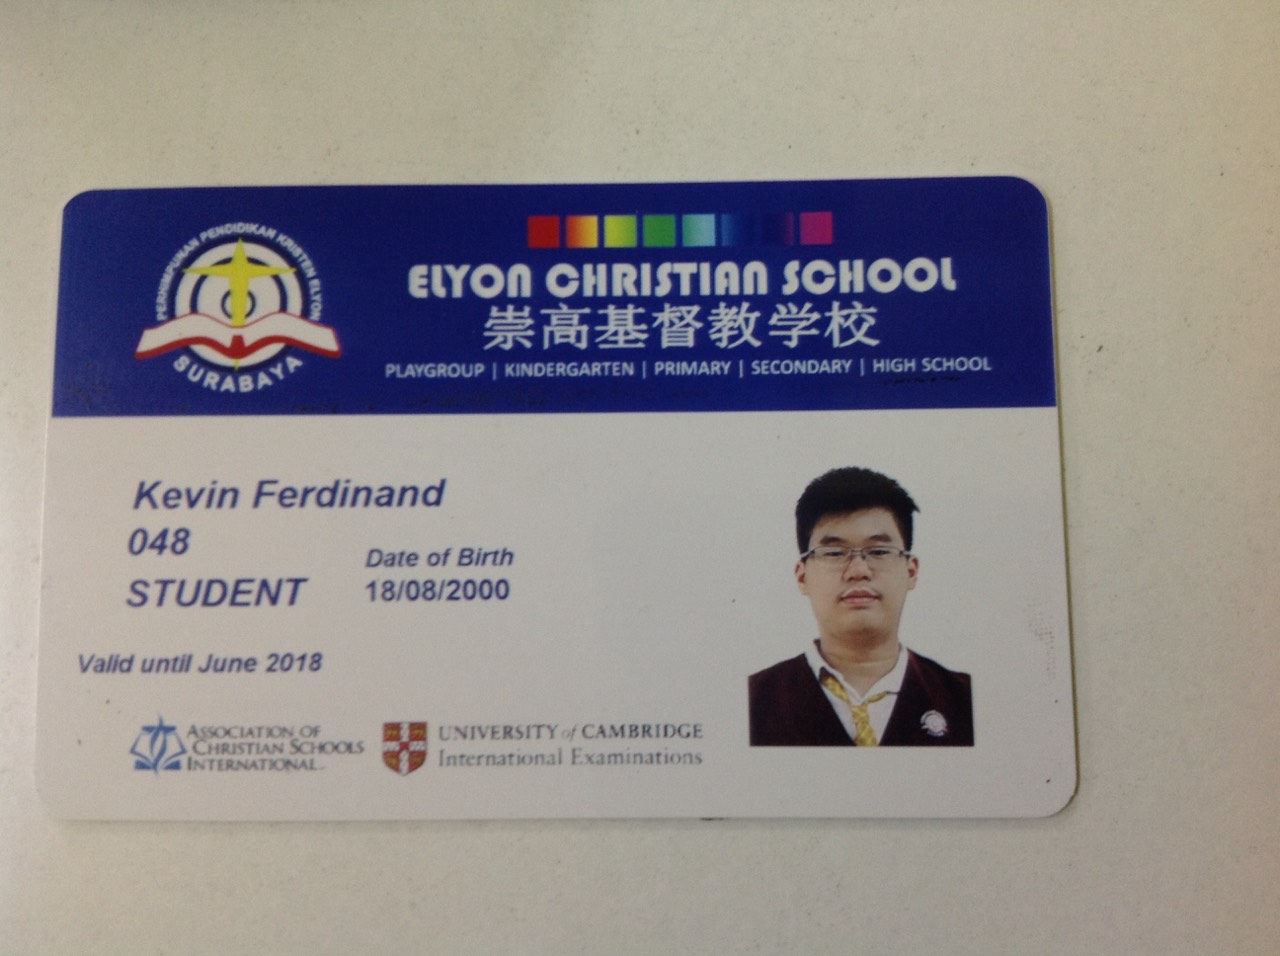 PERHIMPUNAN PENDIDIKAN KRISTEN ELYON
SURABAYA
ELYON CHRISTIAN SCHOOL
崇高基督教学校
PLAYGROUP | KINDERGARTEN | PRIMARY | SECONDARY | HIGH SCHOOL
Kevin Ferdinand
048
STUDENT
Date of Birth
18/08/2000
Valid until June 2018
ASSOCIATION OF
CHRISTIAN SCHOOLS
INTERNATIONAL
UNIVERSITY of CAMBRIDGE
International Examinations